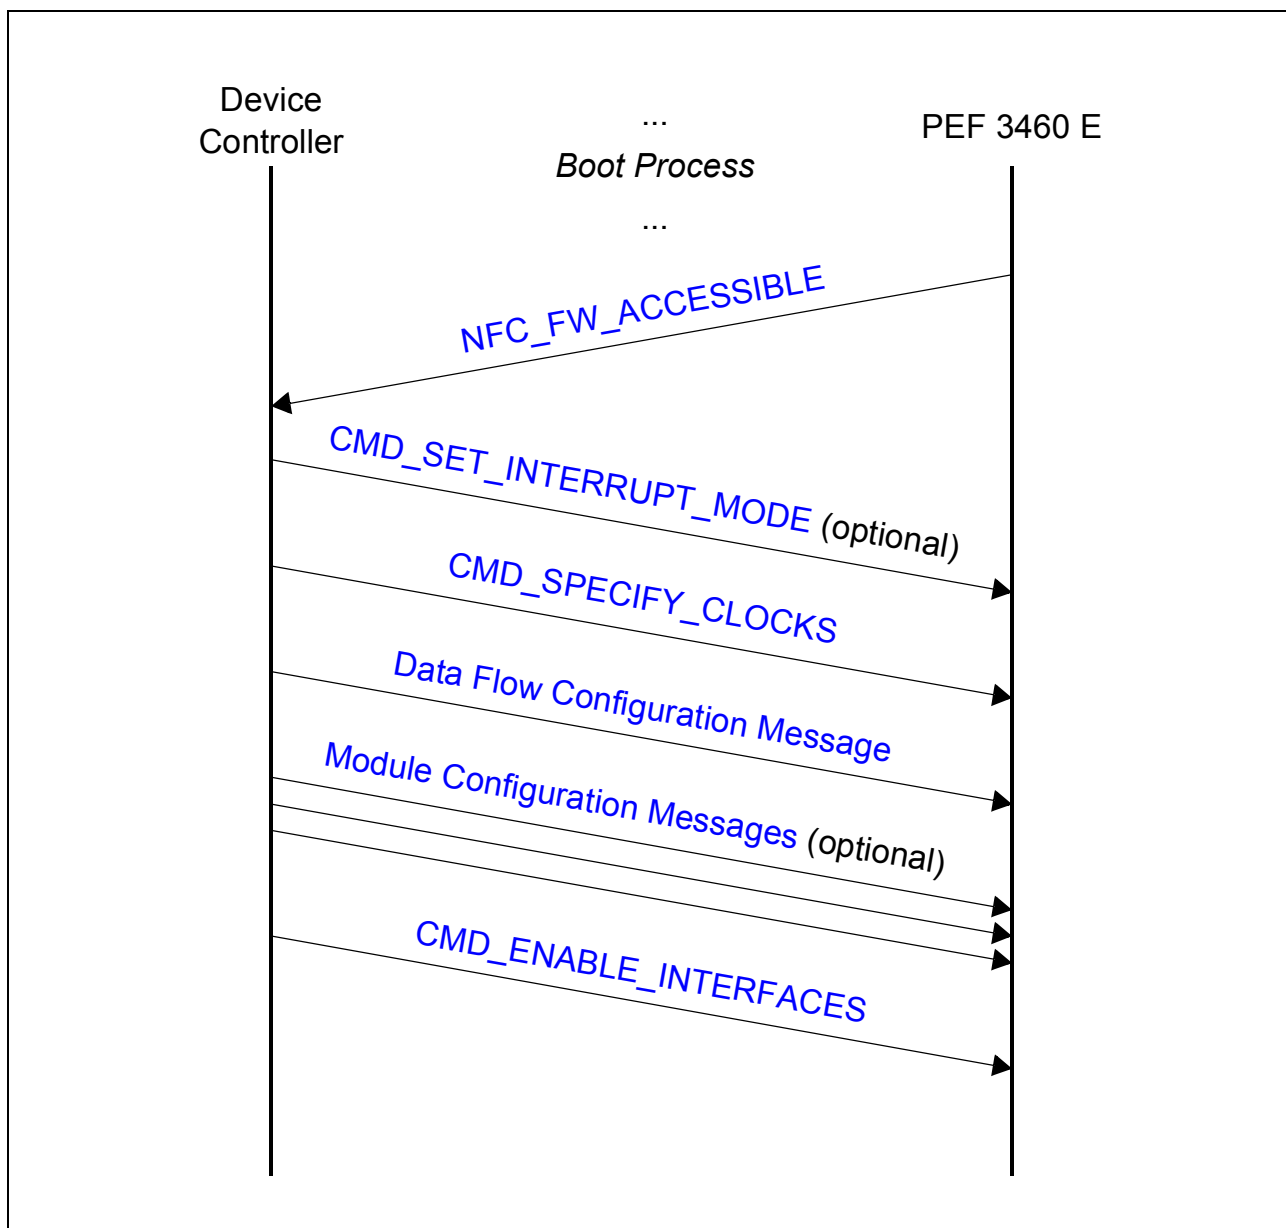 Device
Controller
...
Boot Process
...
PEF 3460 E
NFC_FW_ACCESSIBLE
CMD_SET_INTERRUPT_MODE (optional)
CMD_SPECIFY_CLOCKS
Data Flow Configuration Message
Module Configuration Messages (optional)
CMD_ENABLE_INTERFACES